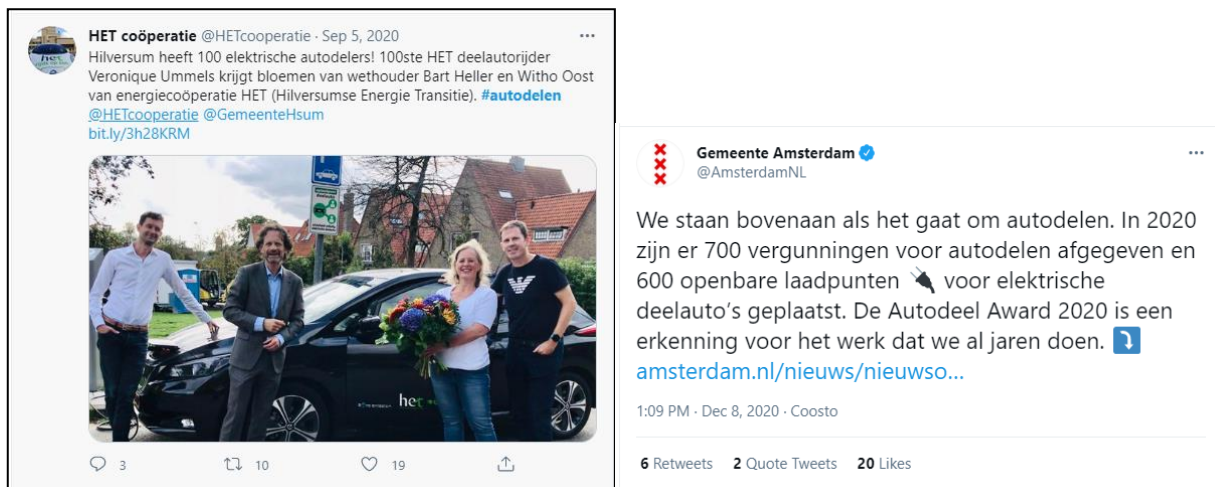 HET coöperatie @HETcooperatie · Sep 5, 2020
Hilversum heeft 100 elektrische autodelers! 100ste HET deelautorijder
Veronique Ummels krijgt bloemen van wethouder Bart Heller en Witho Oost
van energiecoöperatie HET (Hilversumse Energie Transitie). #autodelen
@HETcooperatie @GemeenteHsum
bit.ly/3h28KRM
het
3 10 19
Gemeente Amsterdam
@AmsterdamNL
We staan bovenaan als het gaat om autodelen. In 2020
zijn er 700 vergunningen voor autodelen afgegeven en
600 openbare laadpunten 🔌 voor elektrische
deelauto's geplaatst. De Autodeel Award 2020 is een
erkenning voor het werk dat we al jaren doen. ⤵️
amsterdam.nl/nieuws/nieuwso...
1:09 PM · Dec 8, 2020 · Coosto
6 Retweets 2 Quote Tweets 20 Likes